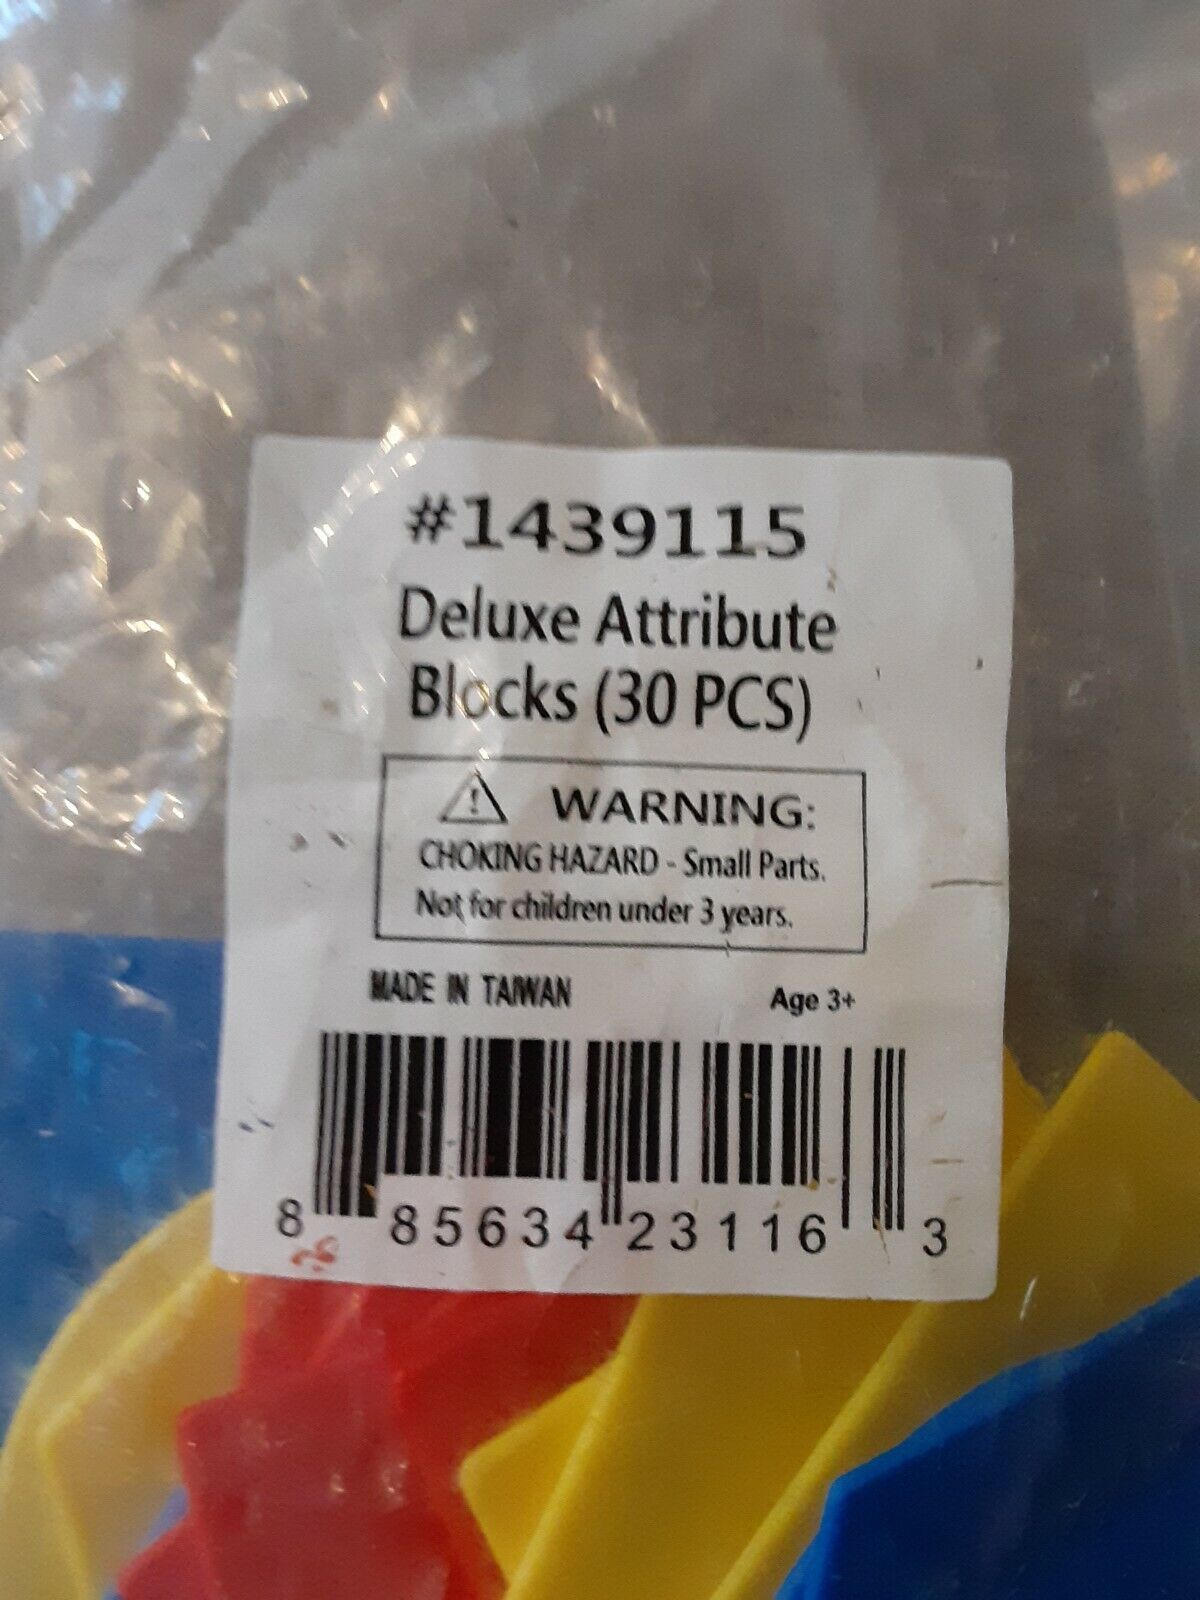 #1439115
Deluxe Attribute
Blocks (30 PCS)
WARNING:
CHOKING HAZARD - Small Parts.
Not for children under 3 years.
MADE IN TAIWAN Age 3+
8 85634 23116 3